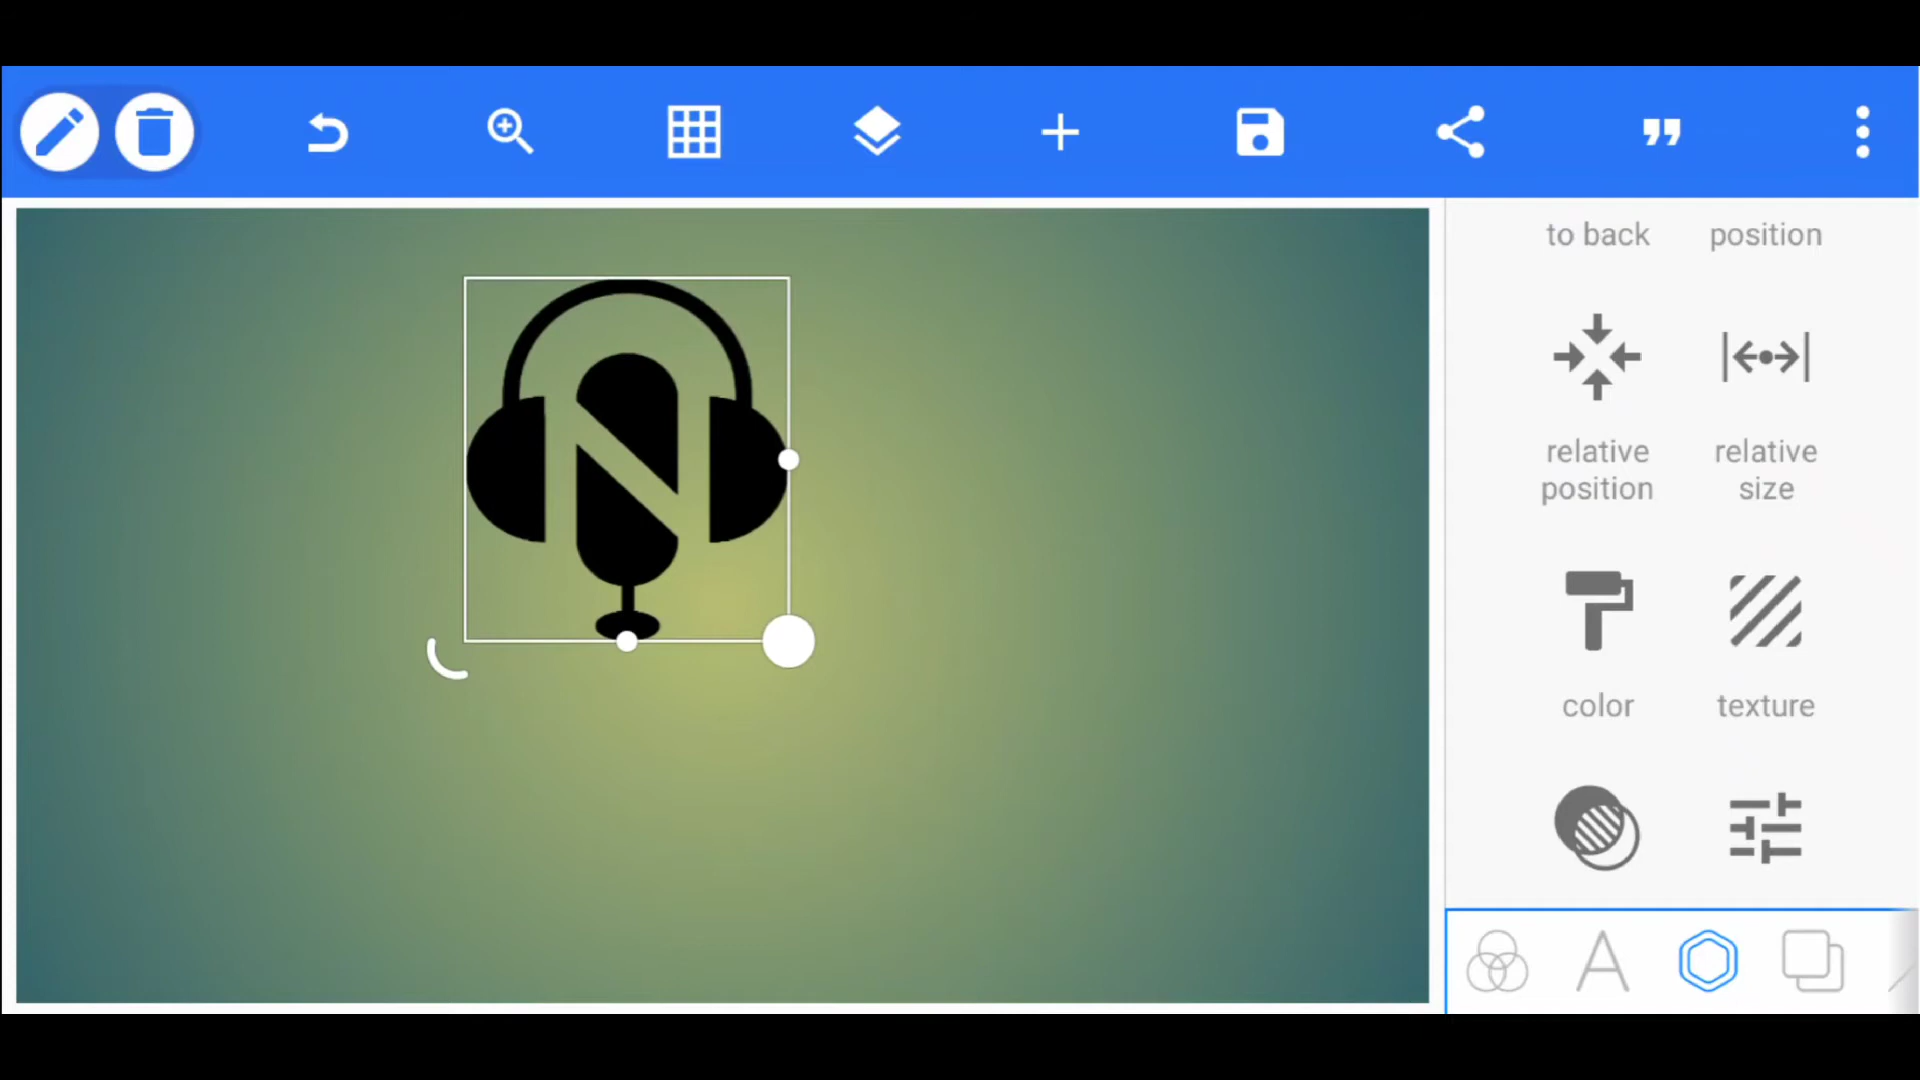 to back
position
relative
position
relative
size
color
texture